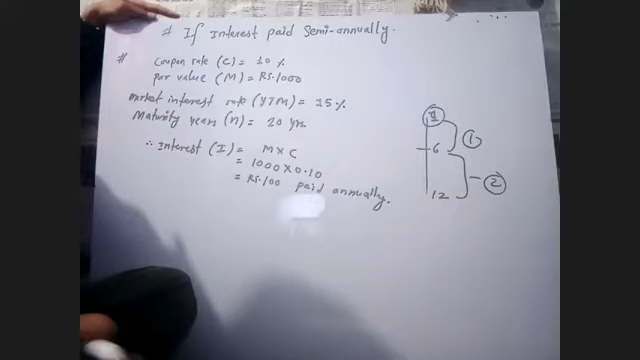 # If Interest paid Semi-annually.
# Coupon rate (C) = 10 %
par value (M) = RS.1000
market interest rate (YTM) = 15 %
Maturity years (n) = 20 yrs.
∴ Interest (I) = M × C
= 1000 × 0.10
= RS.100 paid annually.
6
12
1
2